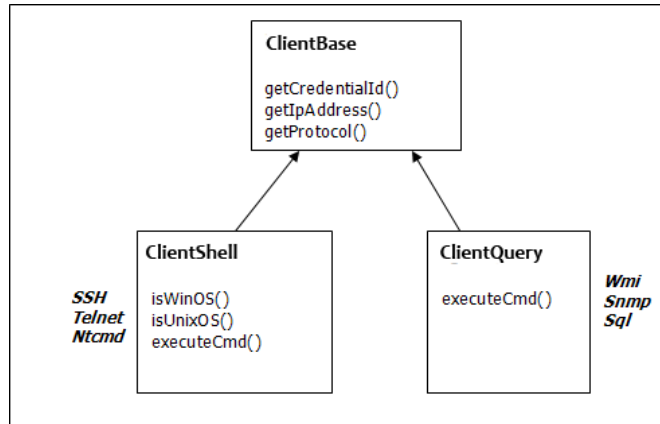 ClientBase
getCredentialId()
getIpAddress()
getProtocol()
ClientShell
isWinOS()
isUnixOS()
executeCmd()
SSH
Telnet
Ntcmd
ClientQuery
executeCmd()
Wmi
Snmp
Sql